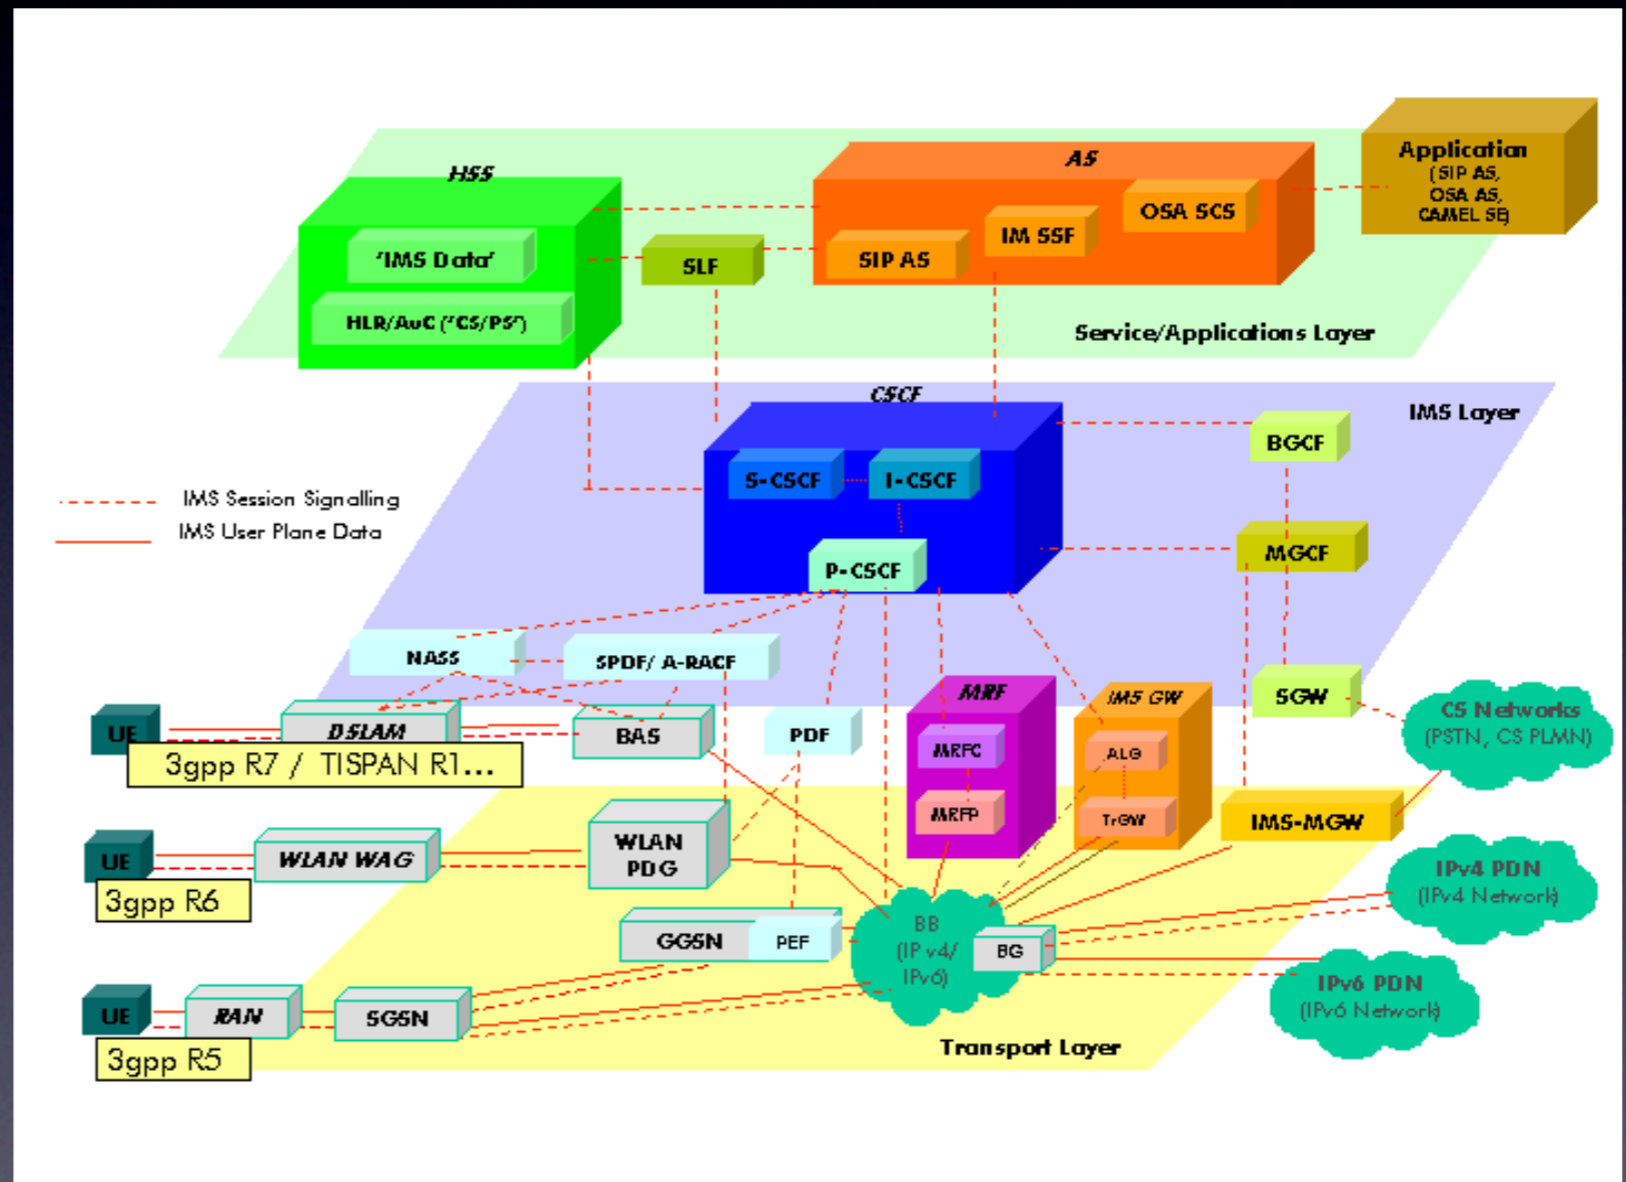 HSS
'IMS Data'
HLR/AuC ('CS/PS')
SLF
AS
SIP AS
IM SSF
OSA SCS
Application
(SIP AS,
OSA AS,
CAMEL SE)
Service/Applications Layer
CSCF
S-CSCF
I-CSCF
P-CSCF
IMS Layer
BGCF
MGCF
IMS Session Signalling
IMS User Plane Data
NASS
SPDF/ A-RACF
SGW
CS Networks
(PSTN, CS PLMN)
UE
DSLAM
BAS
PDF
MRF
MRFC
MRFP
IMS GW
ALG
TrGW
IMS-MGW
3gpp R7 / TISPAN R1...
UE
WLAN WAG
WLAN
PDG
3gpp R6
IPv4 PDN
(IPv4 Network)
GGSN
PEF
BB
(IP v4/
IPv6)
BG
IPv6 PDN
(IPv6 Network)
UE
RAN
SGSN
3gpp R5
Transport Layer